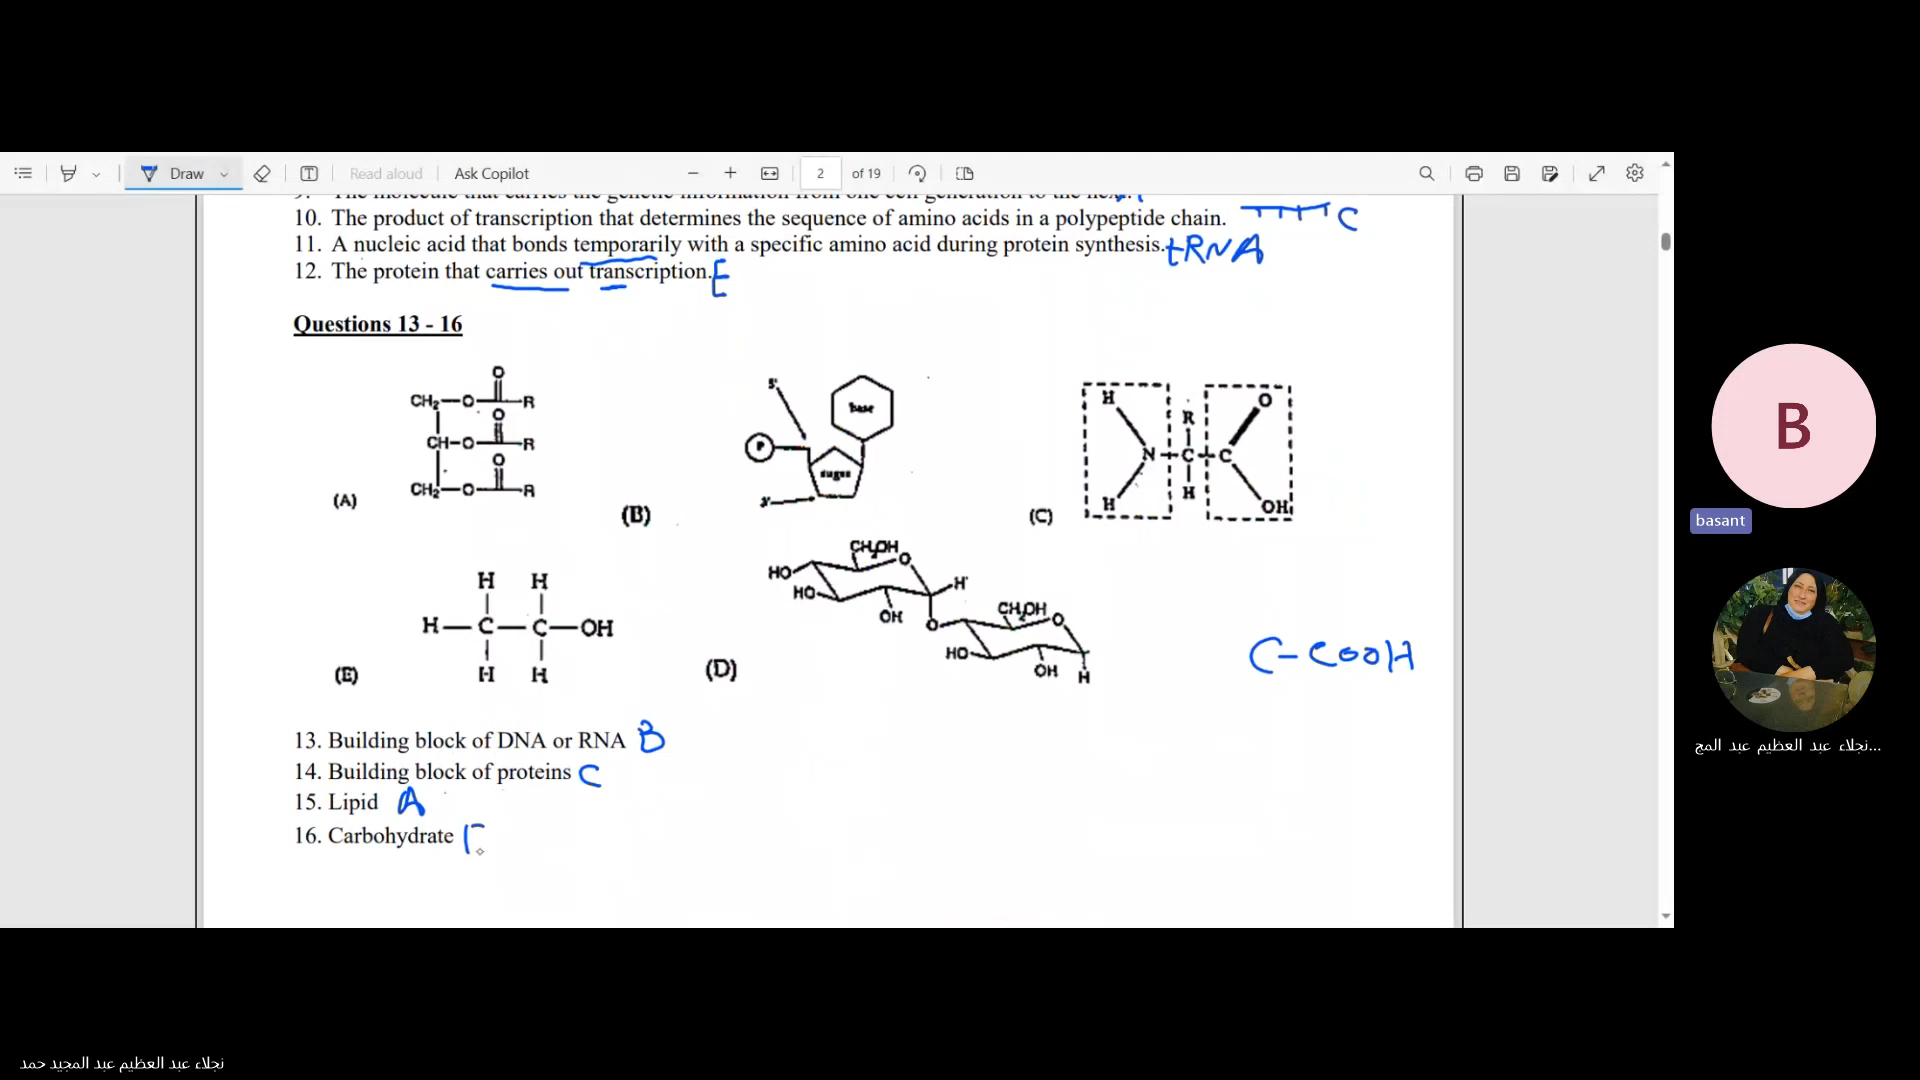 Draw
Read aloud
Ask Copilot
2 of 19
10. The product of transcription that determines the sequence of amino acids in a polypeptide chain. C
11. A nucleic acid that bonds temporarily with a specific amino acid during protein synthesis. tRNA
12. The protein that carries out transcription. E
Questions 13 - 16
(A)
CH2—O
O
R
CH—O
O
R
CH2—O
O
R
(B)
5'
P
base
sugar
3'
(C)
H
H
N
R
C
H
C
O
OH
(E)
H H
H—C—C—OH
H H
(D)
CH2OH
HO
HO
OH
O
H
O
CH2OH
O
HO
OH
H
C-COOH
13. Building block of DNA or RNA B
14. Building block of proteins C
15. Lipid A
16. Carbohydrate
B
basant
نجلاء عبد العظيم عبد المج...
نجلاء عبد العظيم عبد المجيد حمد